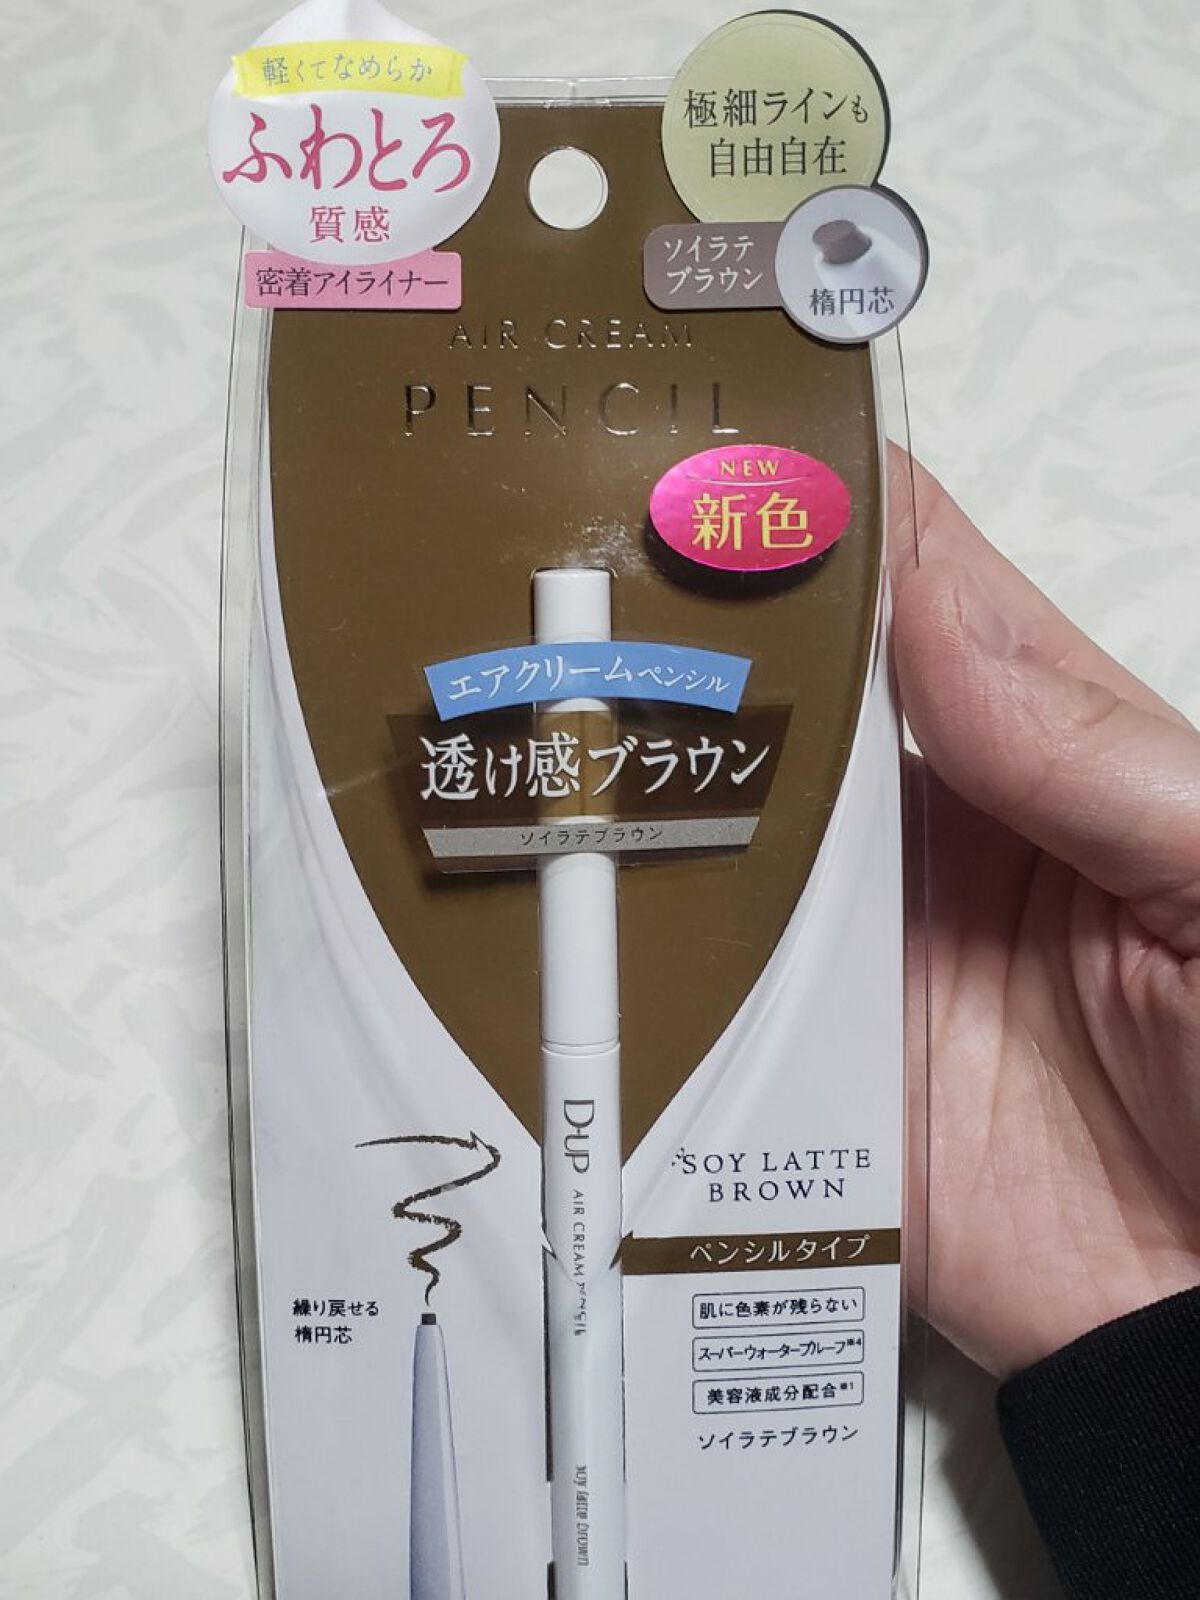 軽くてなめらか
ふわとろ
質感
密着アイライナー
極細ラインも
自由自在
ソイラテ
ブラウン
楕円芯
AIR CREAM
PENCIL
NEW
新色
エアクリームペンシル
透け感ブラウン
ソイラテブラウン
D-UP
AIR CREAM PENCIL
soy latte brown
SOY LATTE
BROWN
ペンシルタイプ
肌に色素が残らない
スーパーウォータープルーフ※4
美容液成分配合※1
ソイラテブラウン
繰り戻せる
楕円芯